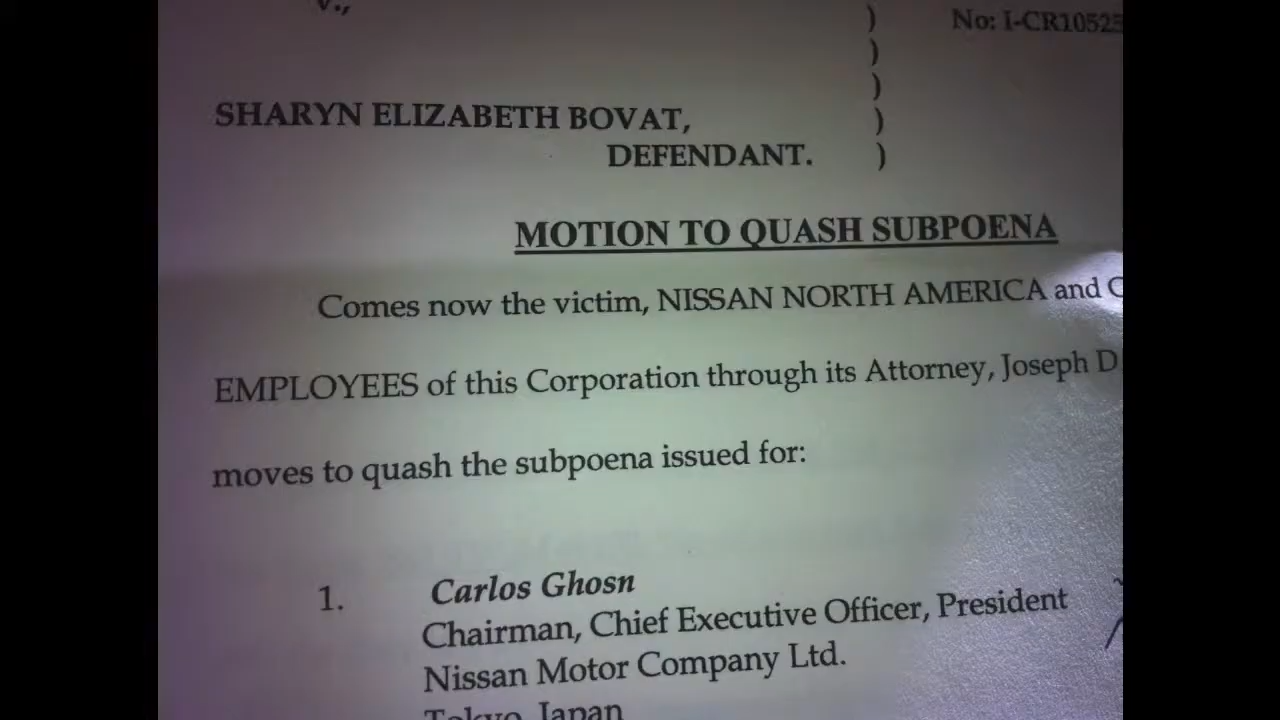 V.,
)
No: I-CR10525
)
)
SHARYN ELIZABETH BOVAT, )
DEFENDANT. )
MOTION TO QUASH SUBPOENA
Comes now the victim, NISSAN NORTH AMERICA and
EMPLOYEES of this Corporation through its Attorney, Joseph D
moves to quash the subpoena issued for:
1. Carlos Ghosn
Chairman, Chief Executive Officer, President
Nissan Motor Company Ltd.
Tokyo, Japan